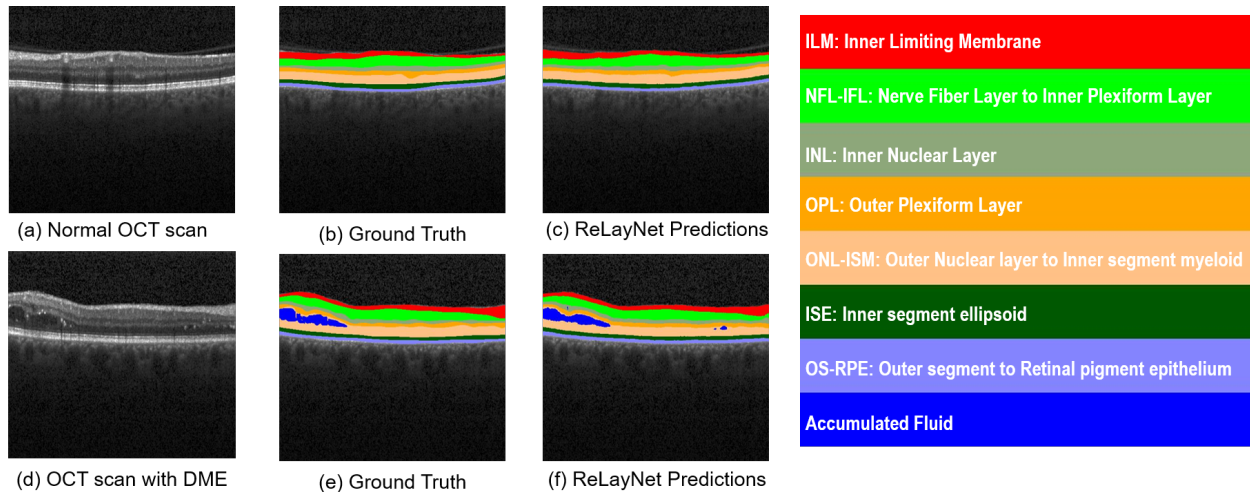 (a) Normal OCT scan
(b) Ground Truth
(c) ReLayNet Predictions
(d) OCT scan with DME
(e) Ground Truth
(f) ReLayNet Predictions
ILM: Inner Limiting Membrane
NFL-IFL: Nerve Fiber Layer to Inner Plexiform Layer
INL: Inner Nuclear Layer
OPL: Outer Plexiform Layer
ONL-ISM: Outer Nuclear layer to Inner segment myeloid
ISE: Inner segment ellipsoid
OS-RPE: Outer segment to Retinal pigment epithelium
Accumulated Fluid